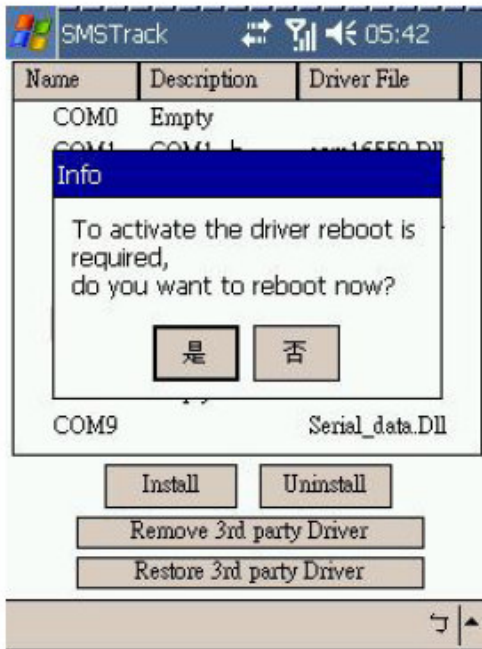 SMSTrack 05:42
Name Description Driver File
COM0 Empty
Info
To activate the driver reboot is
required,
do you want to reboot now?
是 否
COM9 Serial_data.Dll
Install Uninstall
Remove 3rd party Driver
Restore 3rd party Driver
ㄅ